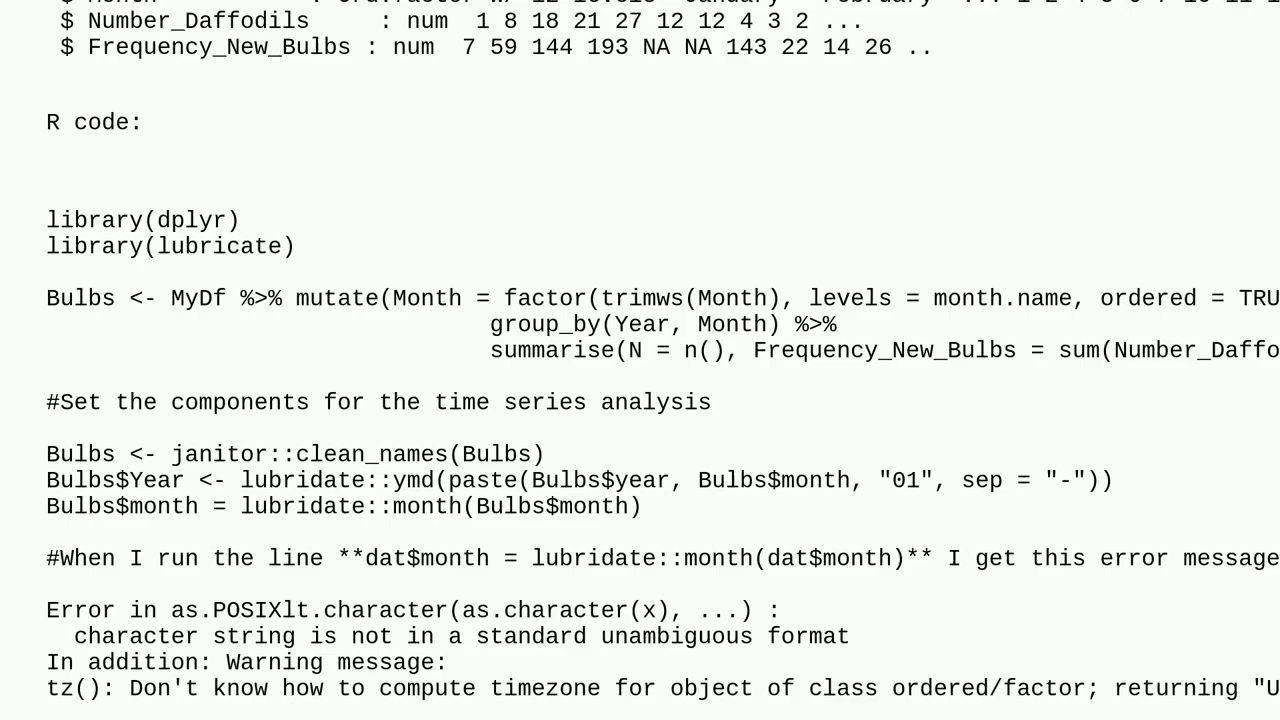 $ Number_Daffodils     : num  1 8 18 21 27 12 12 4 3 2 ...
$ Frequency_New_Bulbs : num  7 59 144 193 NA NA 143 22 14 26 ..
R code:
library(dplyr)
library(lubricate)
Bulbs <- MyDf %>% mutate(Month = factor(trimws(Month), levels = month.name, ordered = TRU
group_by(Year, Month) %>%
summarise(N = n(), Frequency_New_Bulbs = sum(Number_Daffo
#Set the components for the time series analysis
Bulbs <- janitor::clean_names(Bulbs)
Bulbs$Year <- lubridate::ymd(paste(Bulbs$year, Bulbs$month, "01", sep = "-"))
Bulbs$month = lubridate::month(Bulbs$month)
#When I run the line **dat$month = lubridate::month(dat$month)** I get this error message
Error in as.POSIXlt.character(as.character(x), ...) :
character string is not in a standard unambiguous format
In addition: Warning message:
tz(): Don't know how to compute timezone for object of class ordered/factor; returning "U